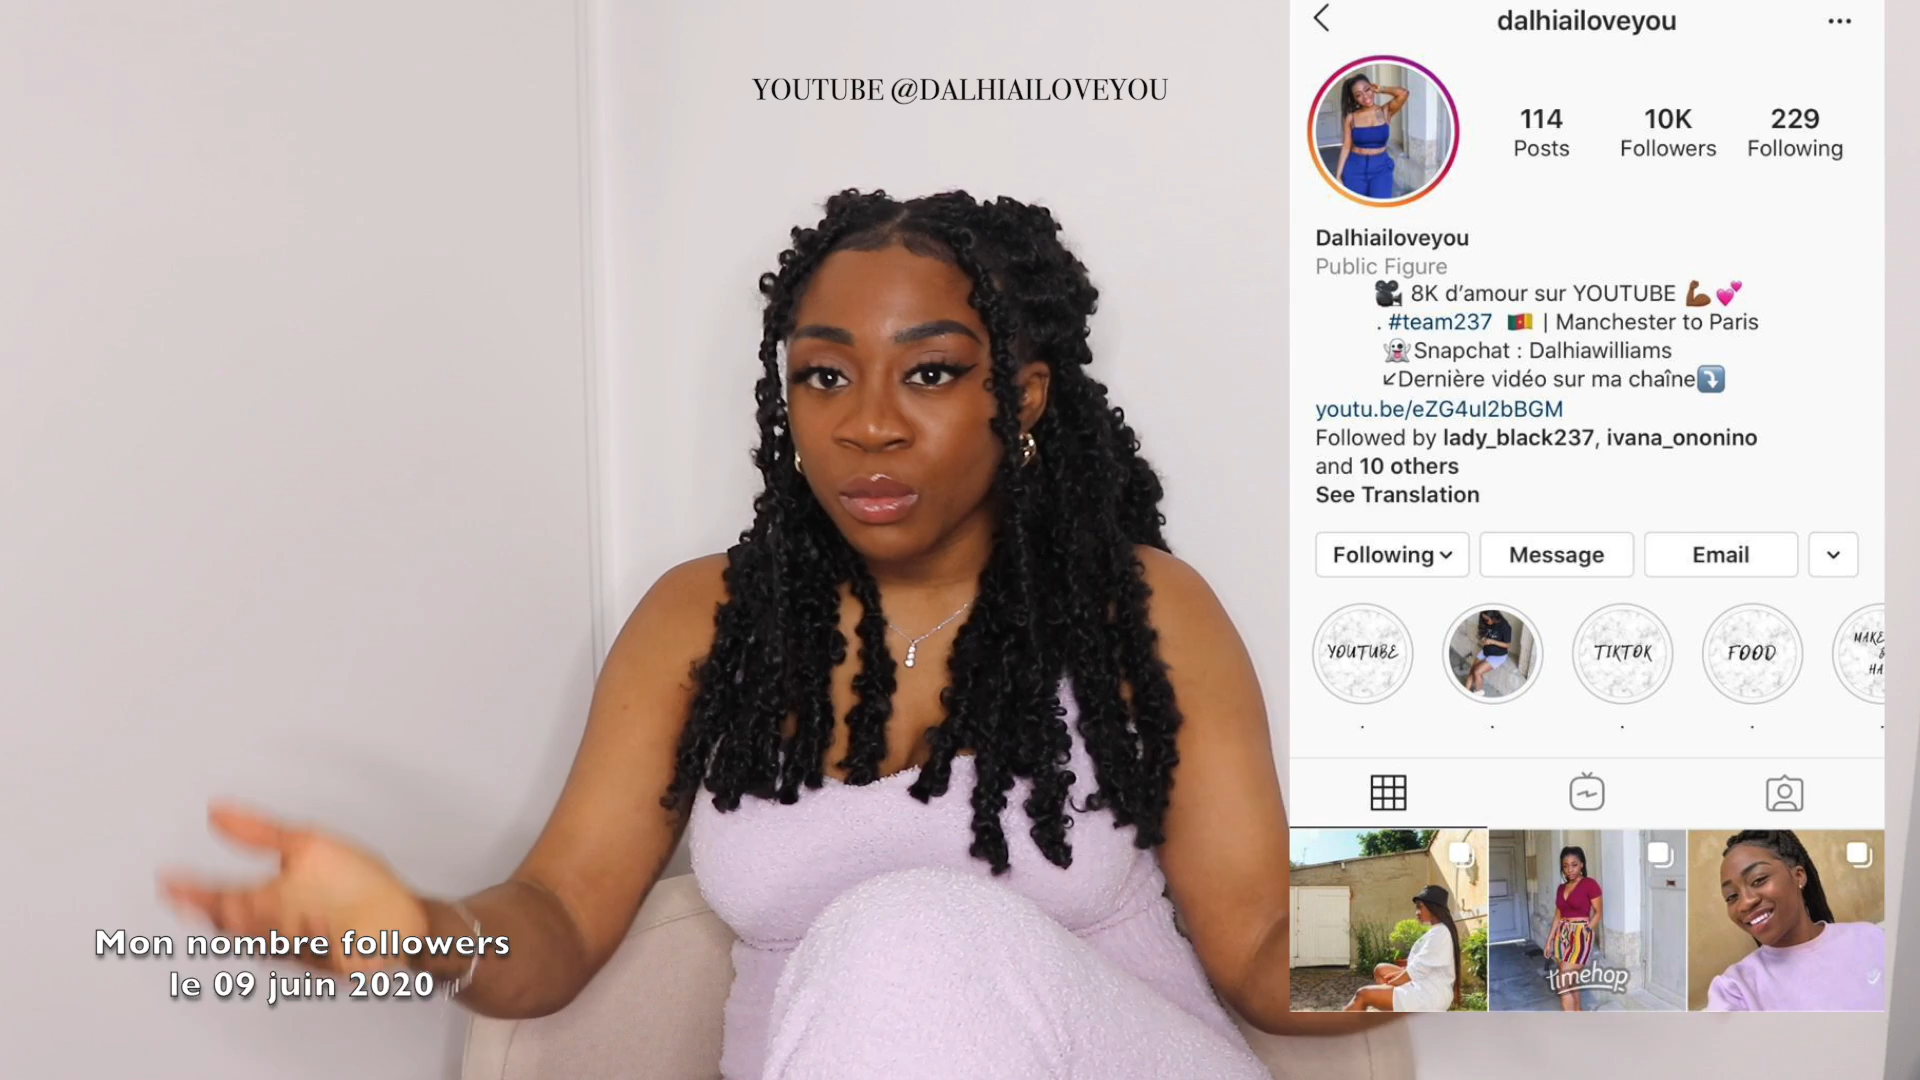 YOUTUBE @DALHIAILOVEYOU
Mon nombre followers
le 09 juin 2020
dalhiailoveyou
114
Posts
10K
Followers
229
Following
Dalhiailoveyou
Public Figure
🎥 8K d’amour sur YOUTUBE 💪🏾💕
. #team237 🇨🇲 | Manchester to Paris
👻Snapchat : Dalhiawilliams
↙Dernière vidéo sur ma chaîne⤵️
youtu.be/eZG4uI2bBGM
Followed by lady_black237, ivana_ononino
and 10 others
See Translation
Following
Message
Email
YOUTUBE
TIKTOK
FOOD
timehop